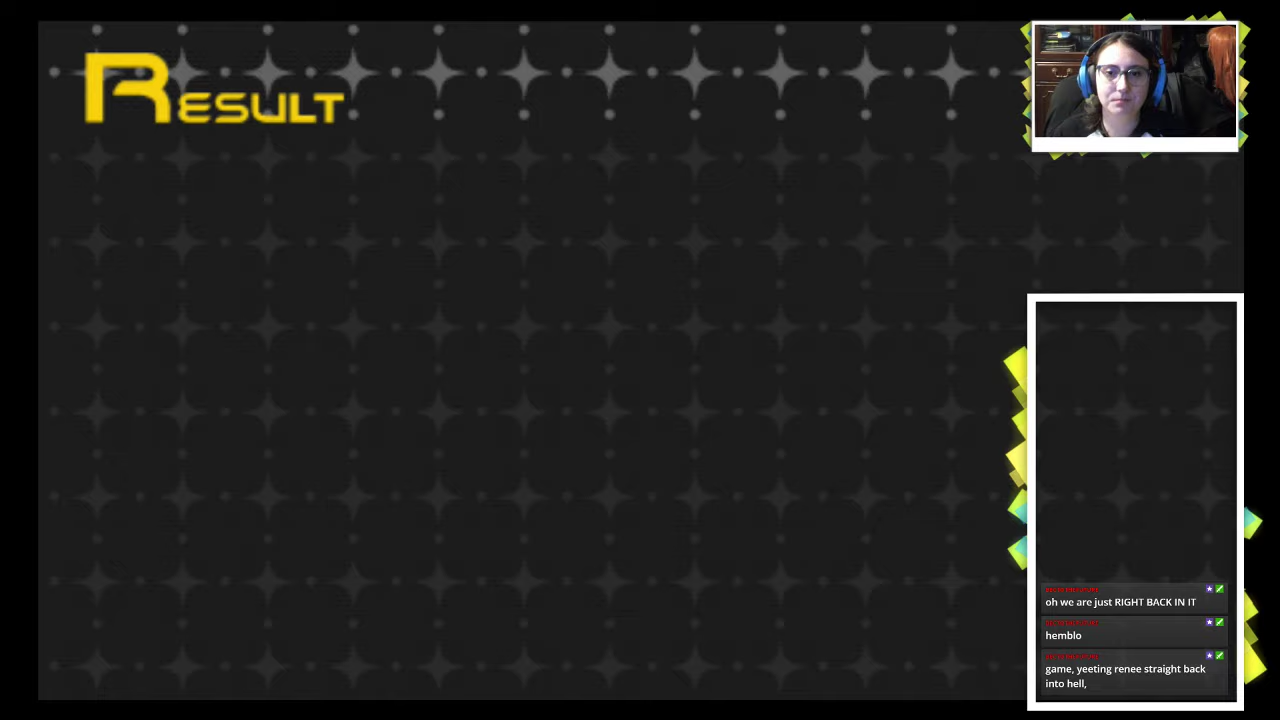 RESULT
oh we are just RIGHT BACK IN IT
hemblo
game, yeeting renee straight back
into hell,